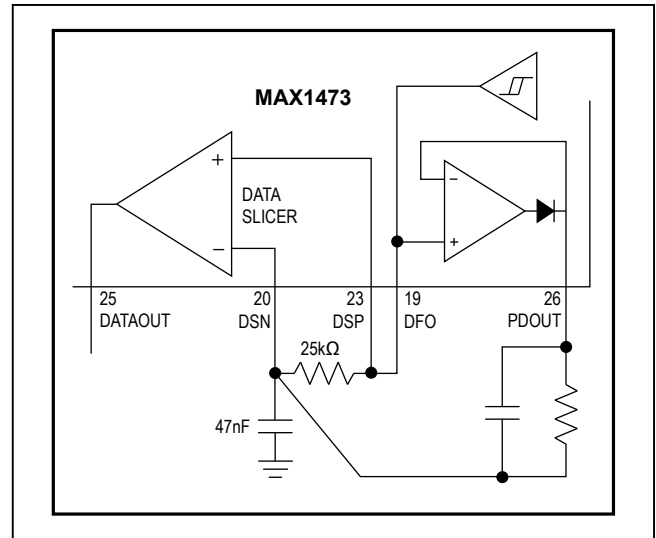 MAX1473
+
DATA
SLICER
−
−
+
25
DATAOUT
20
DSN
23
DSP
19
DFO
26
PDOUT
25kΩ
47nF